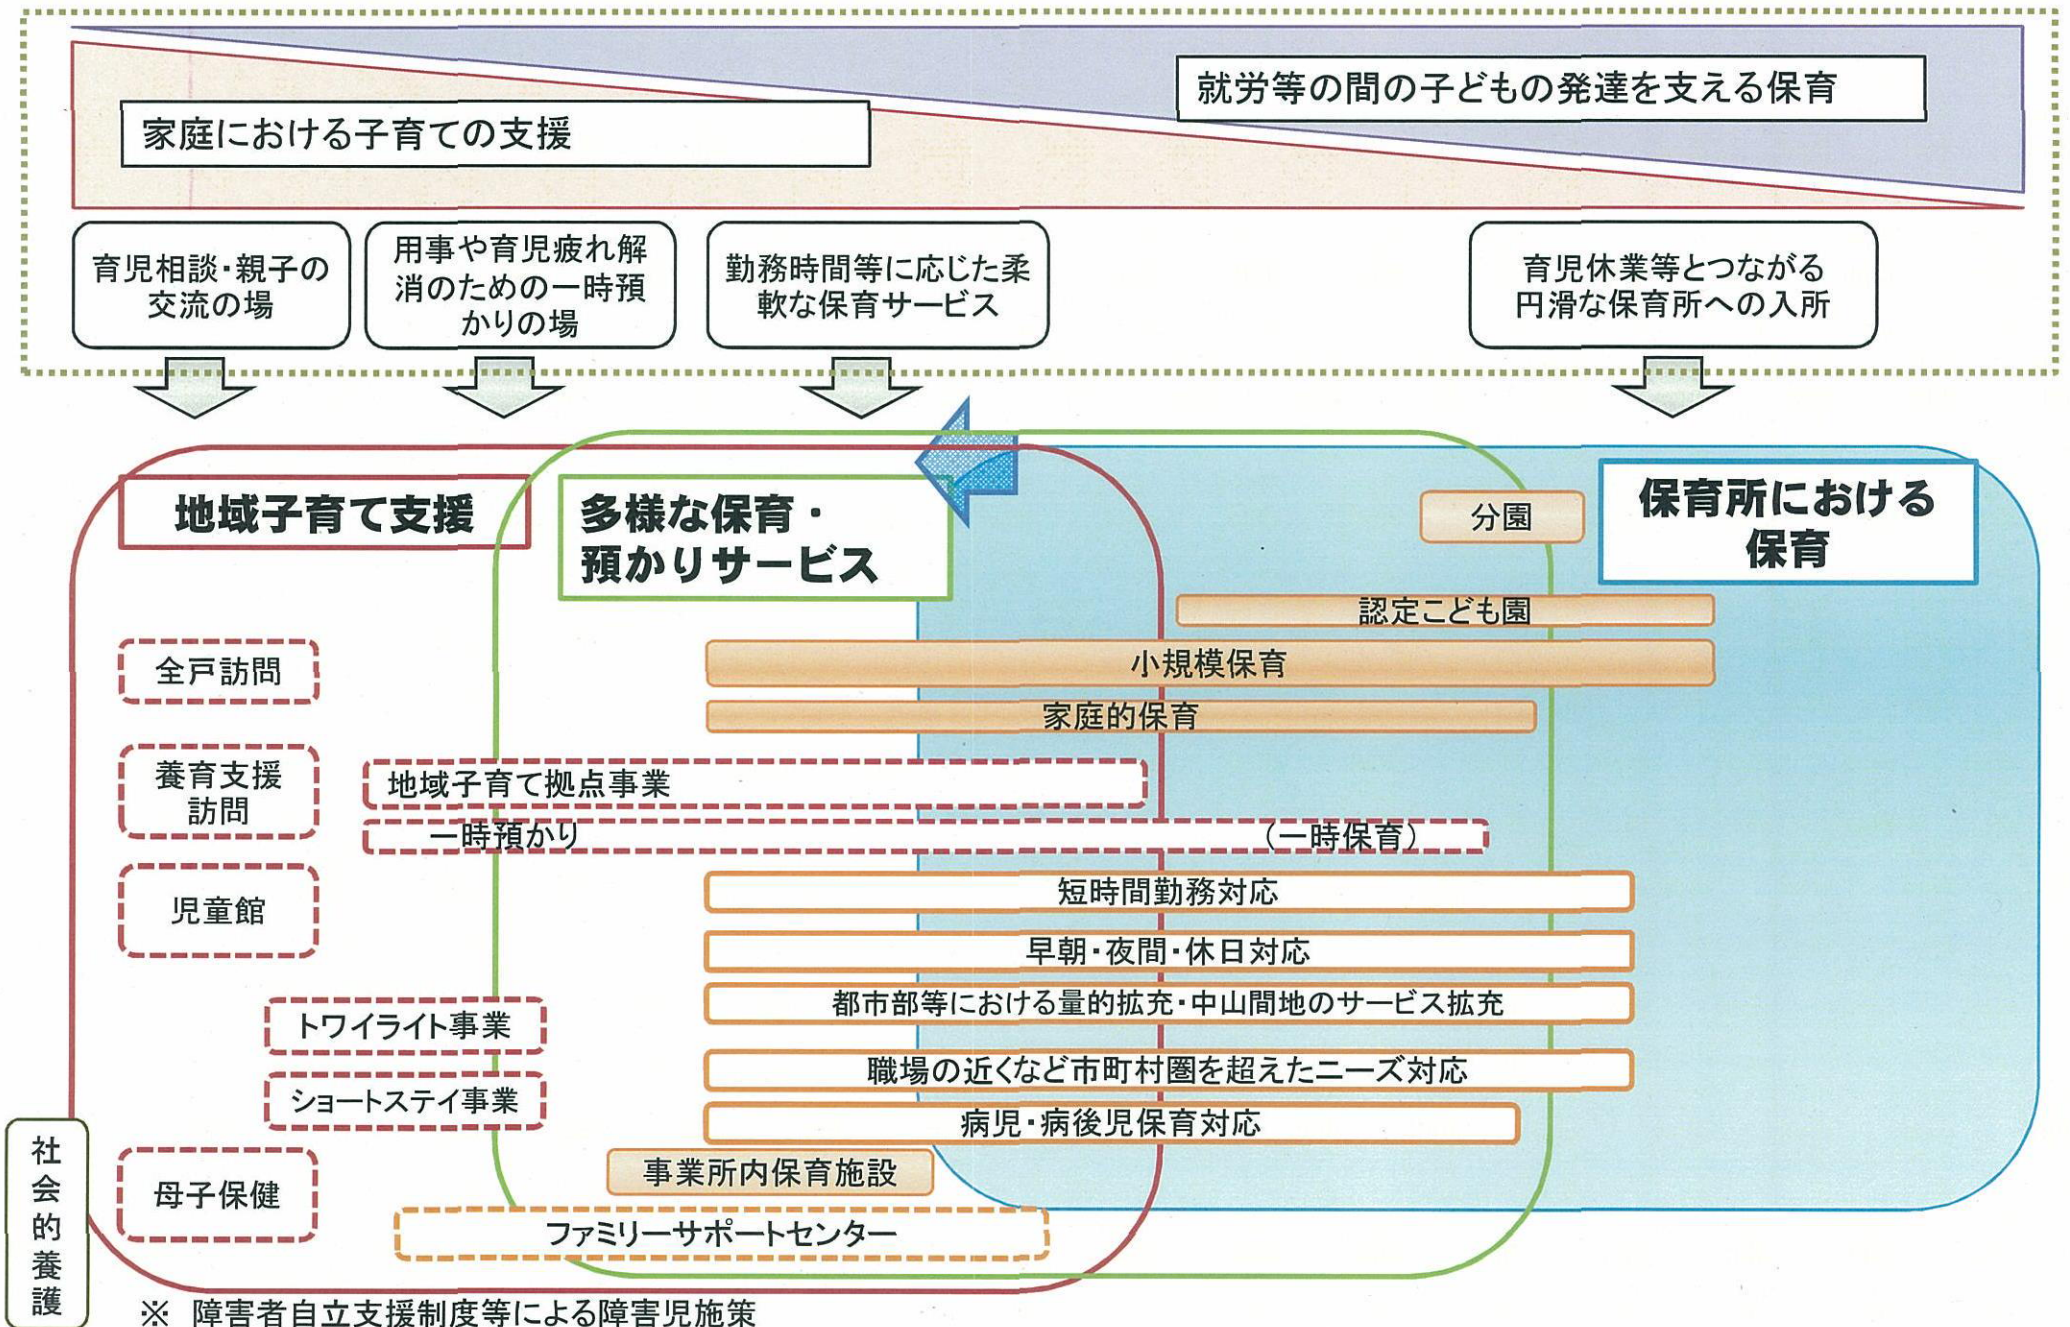 就労等の間の子どもの発達を支える保育
家庭における子育ての支援
育児相談・親子の
交流の場
用事や育児疲れ解
消のための一時預
かりの場
勤務時間等に応じた柔
軟な保育サービス
育児休業等とつながる
円滑な保育所への入所
地域子育て支援
多様な保育・
預かりサービス
分園
保育所における
保育
認定こども園
全戸訪問
小規模保育
家庭的保育
養育支援
訪問
地域子育て拠点事業
一時預かり
（一時保育）
児童館
短時間勤務対応
早朝・夜間・休日対応
都市部等における量的拡充・中山間地のサービス拡充
トワイライト事業
職場の近くなど市町村圏を超えたニーズ対応
ショートステイ事業
病児・病後児保育対応
社会的養護
母子保健
事業所内保育施設
ファミリーサポートセンター
※ 障害者自立支援制度等による障害児施策